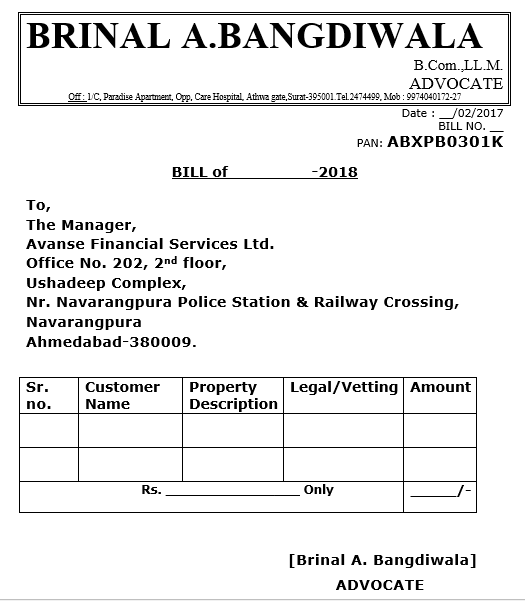 BRINAL A.BANGDIWALA
B.Com.,LL.M.
ADVOCATE
Off : 1/C, Paradise Apartment, Opp, Care Hospital, Athwa gate,Surat-395001.Tel.2474499, Mob : 9974040172-27
Date : __/02/2017
BILL NO. __
PAN: ABXPB0301K
BILL of ____________-2018
To,
The Manager,
Avanse Financial Services Ltd.
Office No. 202, 2nd floor,
Ushadeep Complex,
Nr. Navarangpura Police Station & Railway Crossing,
Navarangpura
Ahmedabad-380009.
Sr. no. Customer Name Property Description Legal/Vetting Amount
Rs. ___________________ Only ______/-
[Brinal A. Bangdiwala]
ADVOCATE